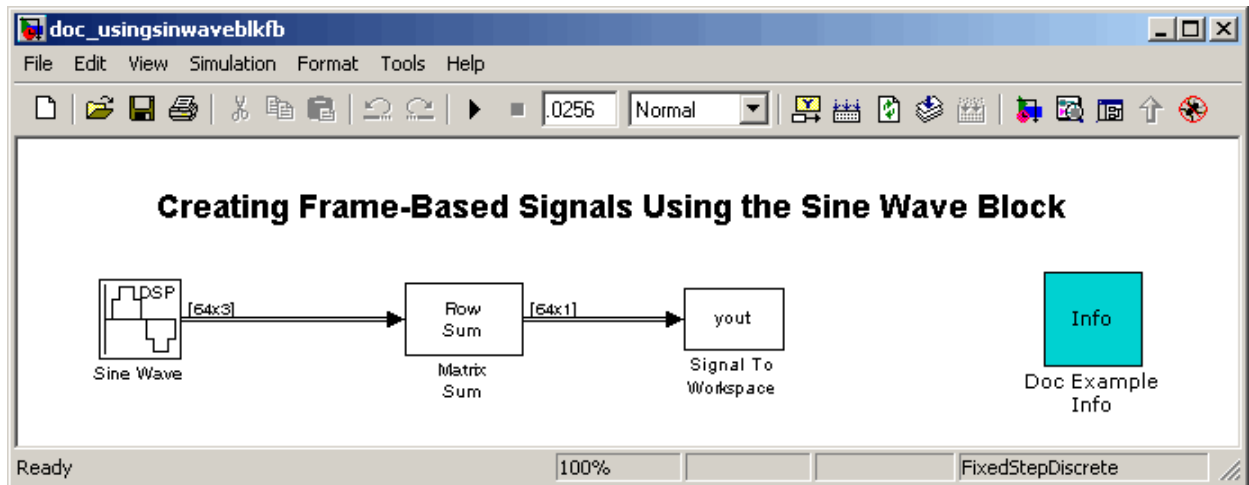 doc_usingsinwaveblkfb
File Edit View Simulation Format Tools Help
.0256 Normal
Creating Frame-Based Signals Using the Sine Wave Block
DSP
[64x3]
Sine Wave
Row
Sum
Matrix
Sum
[64x1]
yout
Signal To
Workspace
Info
Doc Example
Info
Ready 100% FixedStepDiscrete